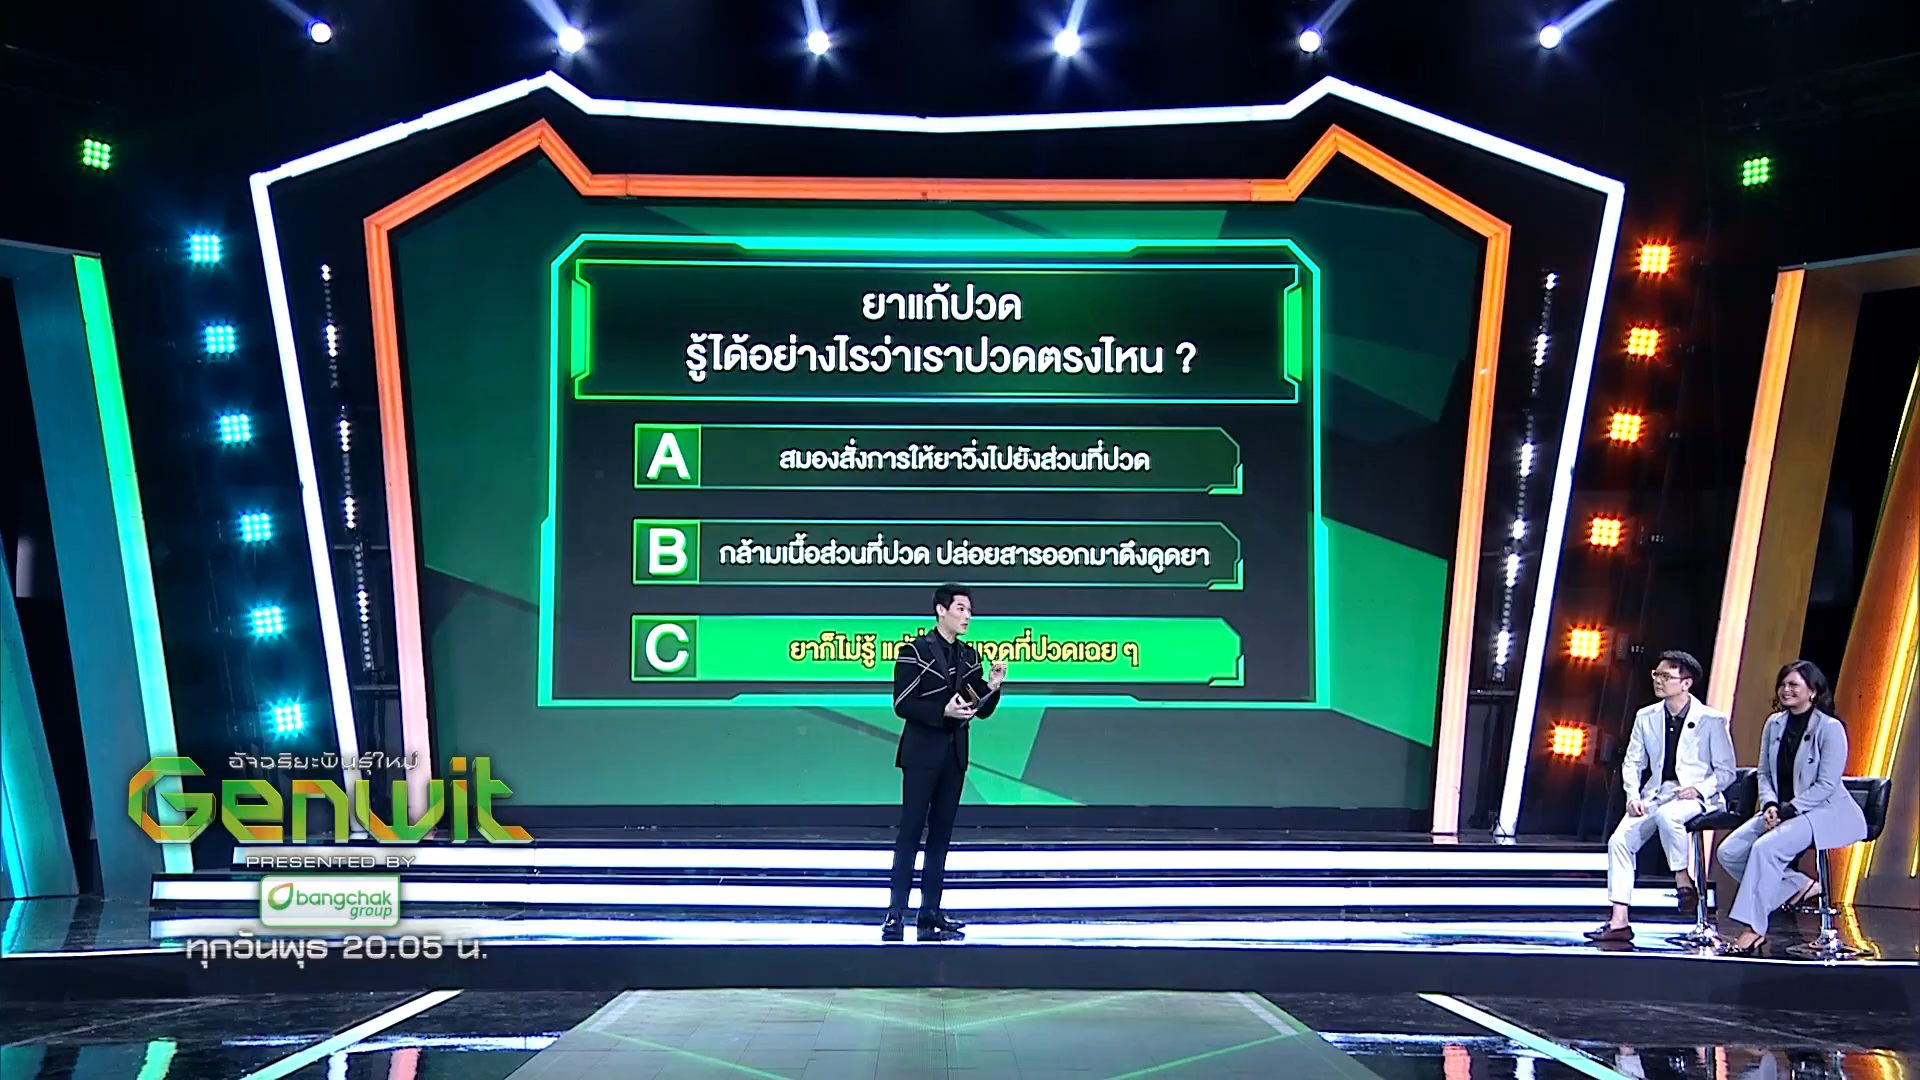 ยาแก้ปวด
รู้ได้อย่างไรว่าเราปวดตรงไหน ?
A สมองสั่งการให้ยาวิ่งไปยังส่วนที่ปวด
B กล้ามเนื้อส่วนที่ปวด ปล่อยสารออกมาดึงดูดยา
C ยาก็ไม่รู้ จุดที่ปวดเฉย ๆ
อัจฉริยะพันธุ์ใหม่
Genwit
PRESENTED BY
bangchak
group
ทุกวันพุธ 20.05 น.